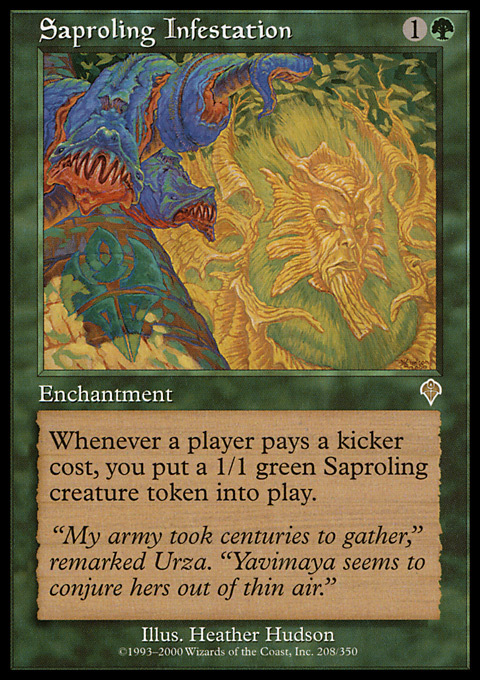 Saproling Infestation 1
Enchantment
Whenever a player pays a kicker
cost, you put a 1/1 green Saproling
creature token into play.
“My army took centuries to gather,”
remarked Urza. “Yavimaya seems to
conjure hers out of thin air.”
Illus. Heather Hudson
©1993–2000 Wizards of the Coast, Inc. 208/350